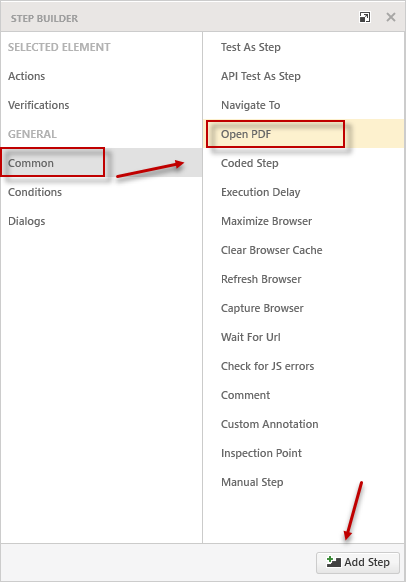 STEP BUILDER
SELECTED ELEMENT
Actions
Verifications
GENERAL
Common
Conditions
Dialogs
Test As Step
API Test As Step
Navigate To
Open PDF
Coded Step
Execution Delay
Maximize Browser
Clear Browser Cache
Refresh Browser
Capture Browser
Wait For Url
Check for JS errors
Comment
Custom Annotation
Inspection Point
Manual Step
Add Step